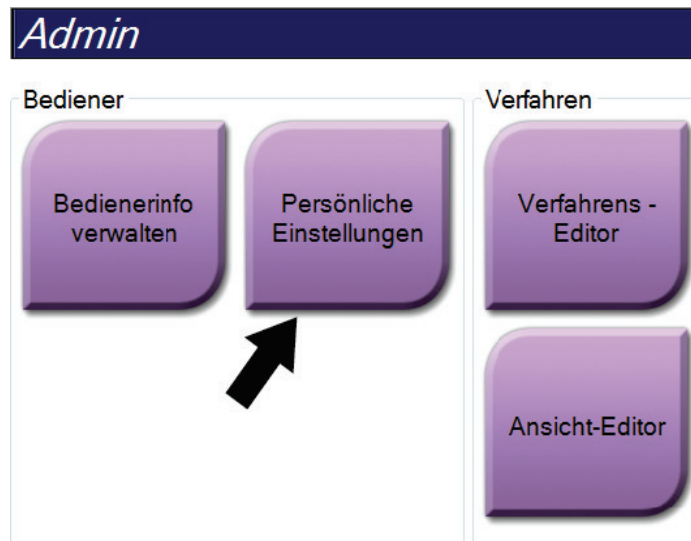 Admin
Bediener
Bedienerinfo
verwalten
Persönliche
Einstellungen
Verfahren
Verfahrens -
Editor
Ansicht-Editor